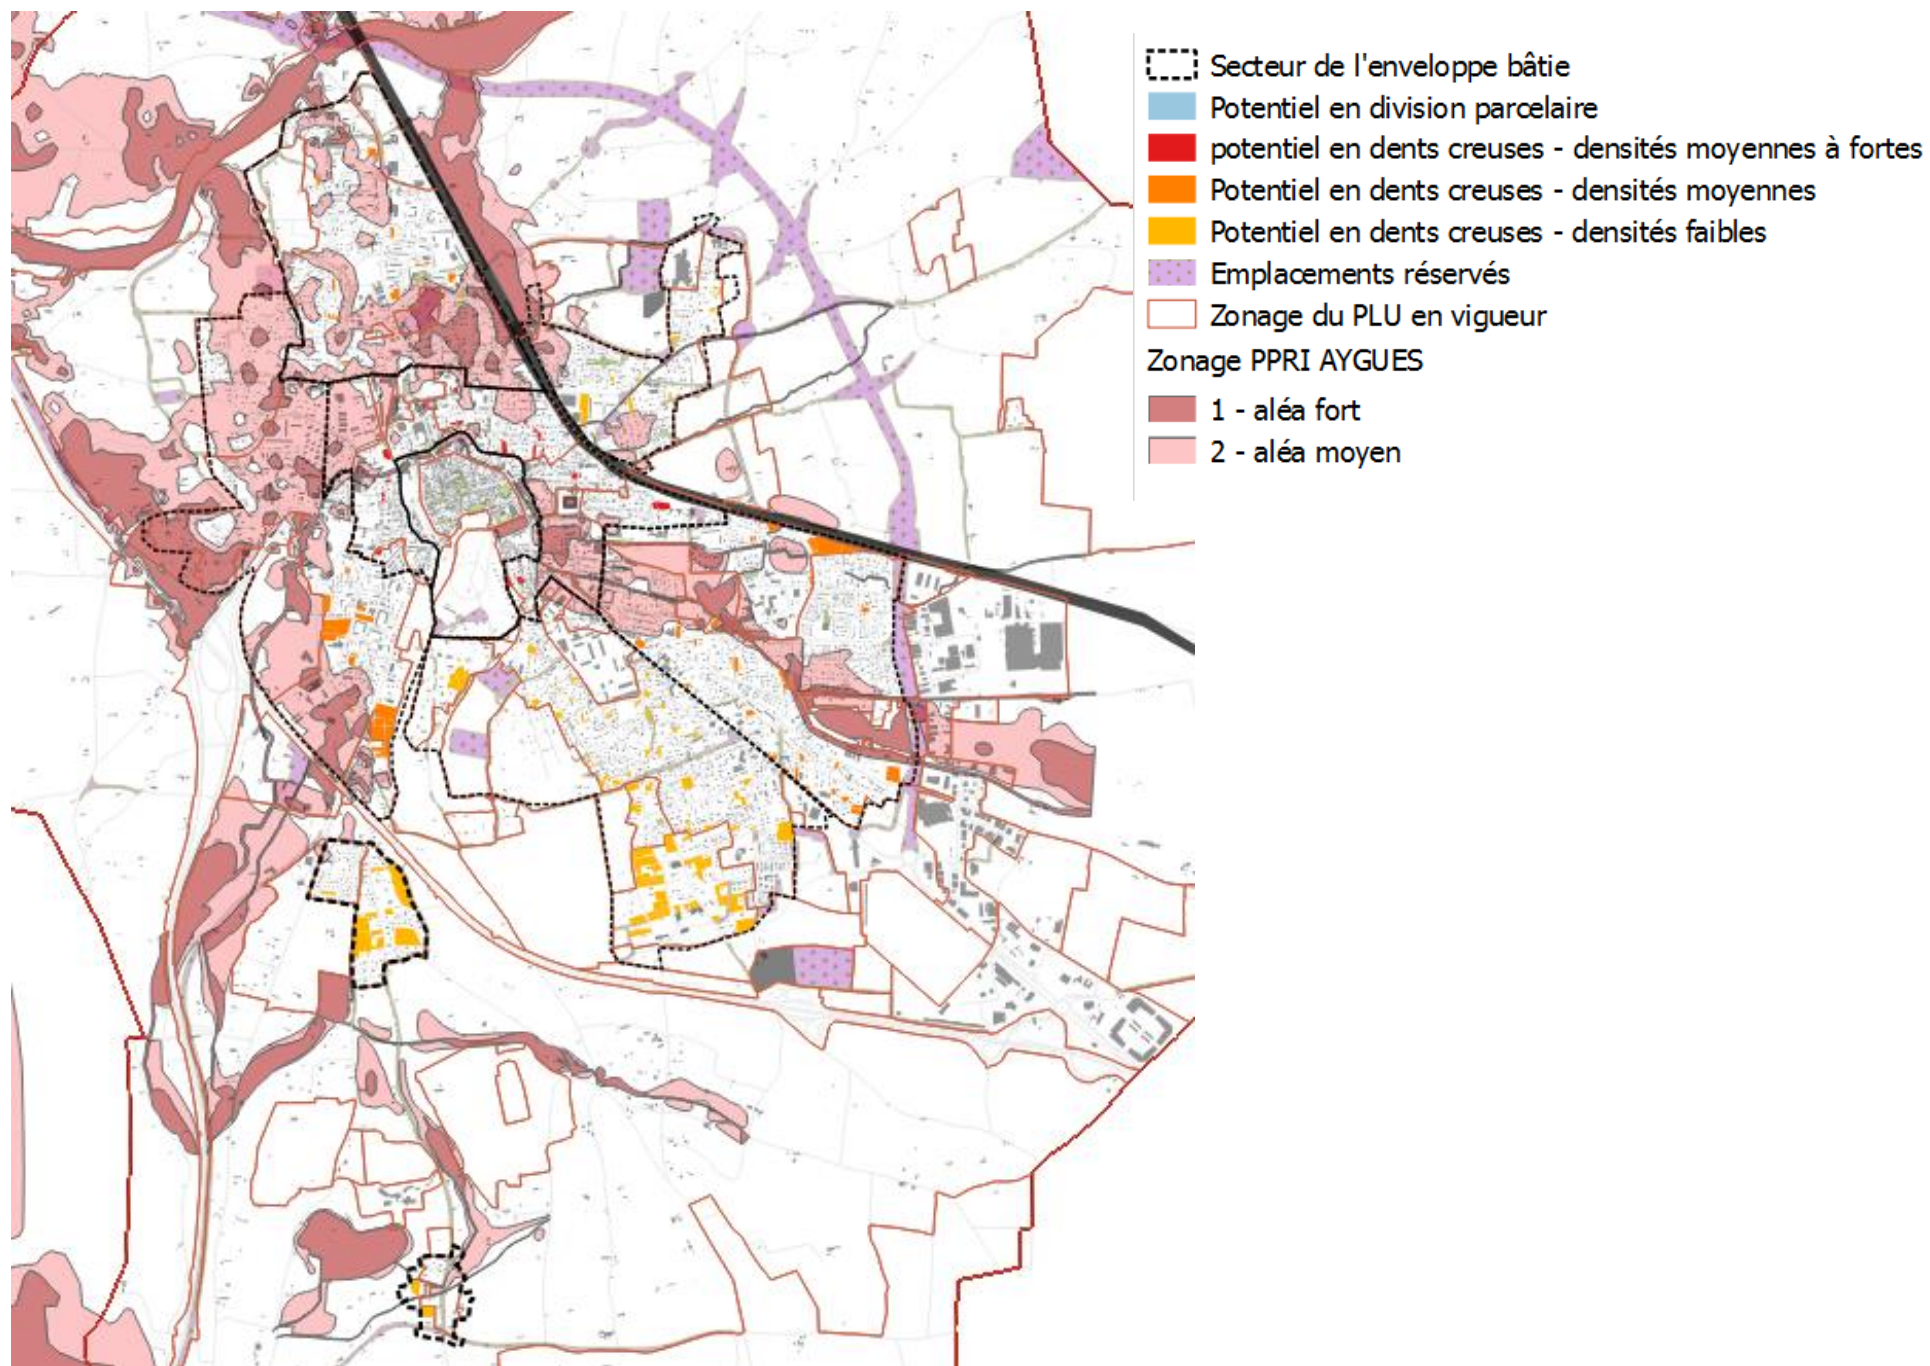 Secteur de l'enveloppe bâtie
Potentiel en division parcelaire
potentiel en dents creuses - densités moyennes à fortes
Potentiel en dents creuses - densités moyennes
Potentiel en dents creuses - densités faibles
Emplacements réservés
Zonage du PLU en vigueur
Zonage PPRI AYGUES
1 - aléa fort
2 - aléa moyen